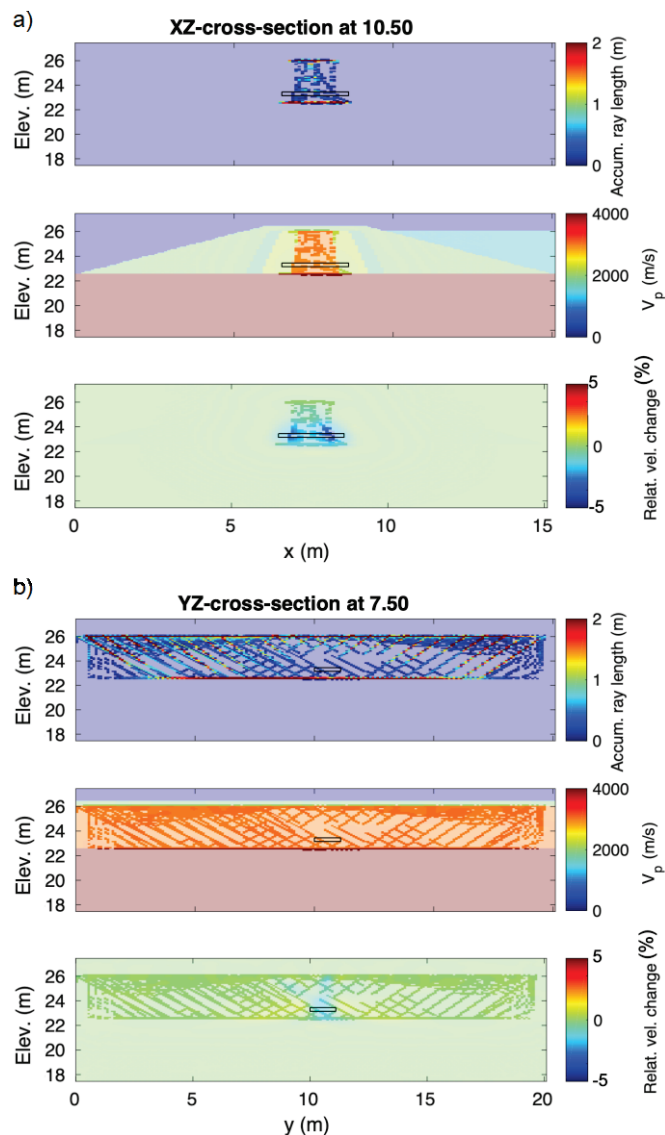 a)
XZ-cross-section at 10.50
Elev. (m)
26
24
22
20
18
2
1
0
Accum. ray length (m)
Elev. (m)
26
24
22
20
18
4000
2000
0
Vp (m/s)
Elev. (m)
26
24
22
20
18
5
0
-5
Relat. vel. change (%)
0 5 10 15
x (m)
b)
YZ-cross-section at 7.50
Elev. (m)
26
24
22
20
18
2
1
0
Accum. ray length (m)
Elev. (m)
26
24
22
20
18
4000
2000
0
Vp (m/s)
Elev. (m)
26
24
22
20
18
5
0
-5
Relat. vel. change (%)
0 5 10 15 20
y (m)